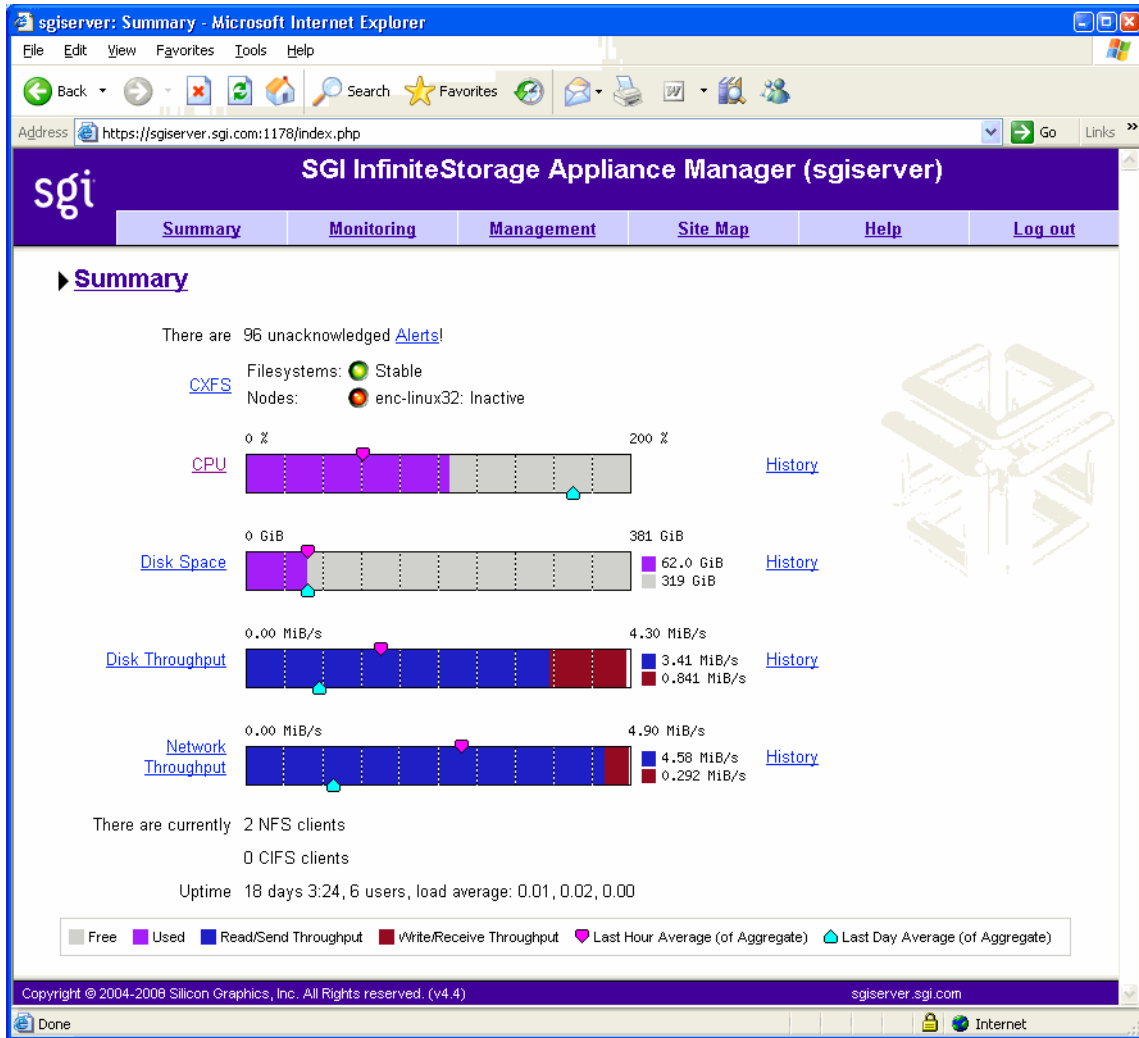 sgiserver: Summary - Microsoft Internet Explorer
File Edit View Favorites Tools Help
Back Search Favorites
Address https://sgiserver.sgi.com:1178/index.php Go Links »
sgi
SGI InfiniteStorage Appliance Manager (sgiserver)
Summary Monitoring Management Site Map Help Log out
Summary
There are 96 unacknowledged Alerts!
CXFS Filesystems: Stable
Nodes: enc-linux32: Inactive
0 % 200 %
CPU History
0 GiB 381 GiB
Disk Space 62.0 GiB History
319 GiB
0.00 MiB/s 4.30 MiB/s
Disk Throughput 3.41 MiB/s History
0.841 MiB/s
0.00 MiB/s 4.90 MiB/s
Network Throughput 4.58 MiB/s History
0.292 MiB/s
There are currently 2 NFS clients
0 CIFS clients
Uptime 18 days 3:24, 6 users, load average: 0.01, 0.02, 0.00
Free Used Read/Send Throughput Write/Receive Throughput Last Hour Average (of Aggregate) Last Day Average (of Aggregate)
Copyright © 2004-2008 Silicon Graphics, Inc. All Rights reserved. (v4.4) sgiserver.sgi.com
Done Internet